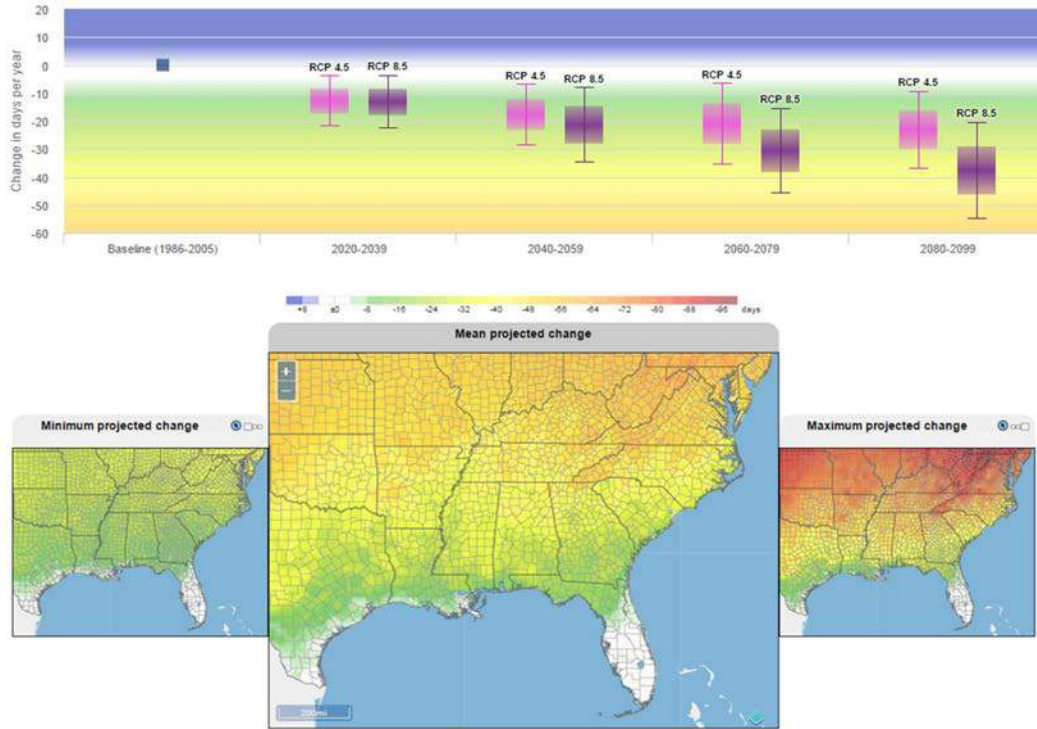 20
10
0
-10
-20
-30
-40
-50
-60
Change in days per year
RCP 4.5
RCP 8.5
RCP 4.5
RCP 8.5
RCP 4.5
RCP 8.5
RCP 4.5
RCP 8.5
Baseline (1986-2005)
2020-2039
2040-2059
2060-2079
2080-2099
+8 ±0 -8 -16 -24 -32 -40 -48 -56 -64 -72 -80 -88 -96 days
Mean projected change
+
−
Minimum projected change
Maximum projected change
200mi